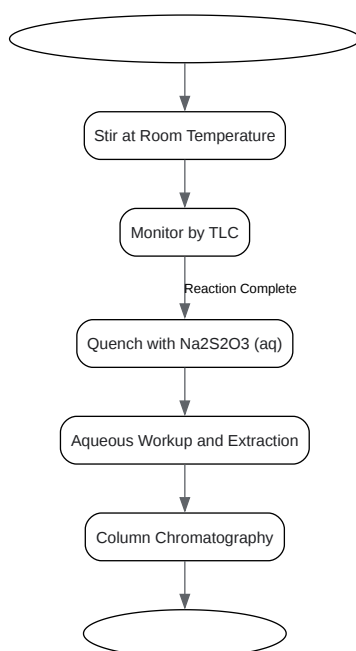 Stir at Room Temperature
Monitor by TLC
Reaction Complete
Quench with Na2S2O3 (aq)
Aqueous Workup and Extraction
Column Chromatography